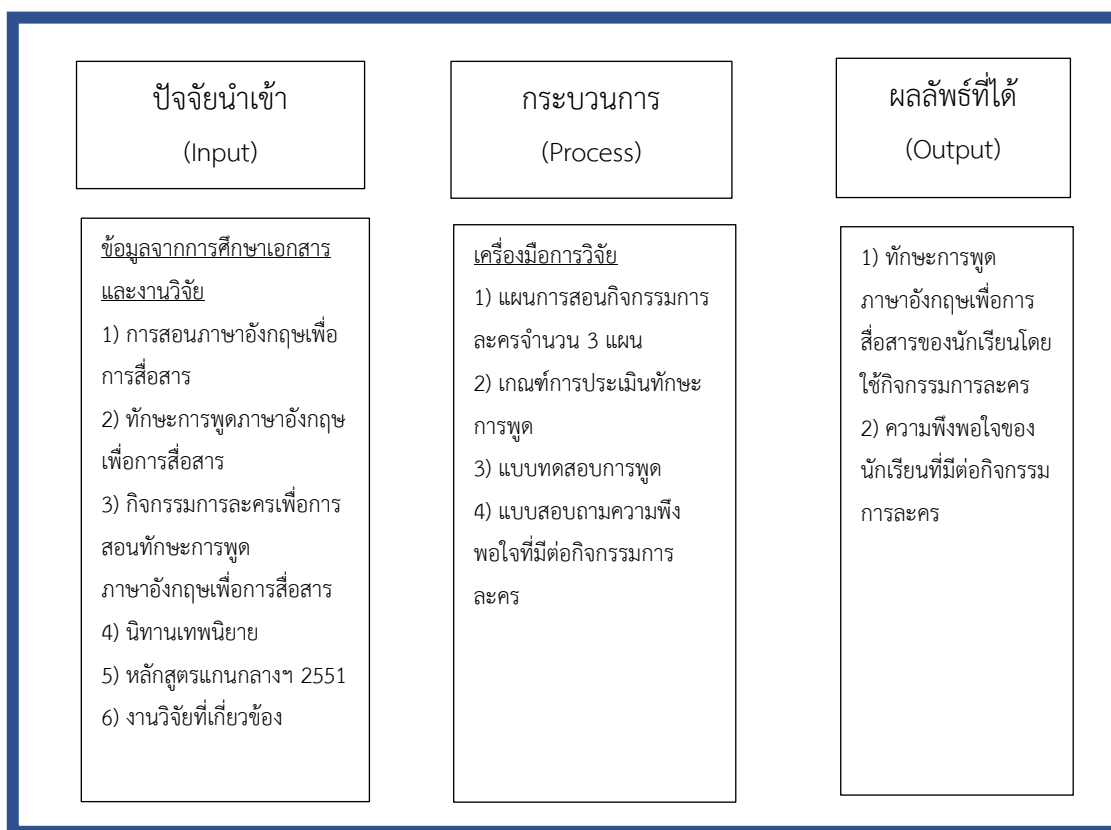 ปัจจัยนำเข้า
(Input)
ข้อมูลจากการศึกษาเอกสาร
และงานวิจัย
1) การสอนภาษาอังกฤษเพื่อ
การสื่อสาร
2) ทักษะการพูดภาษาอังกฤษ
เพื่อการสื่อสาร
3) กิจกรรมการละครเพื่อการ
สอนทักษะการพูด
ภาษาอังกฤษเพื่อการสื่อสาร
4) นิทานเทพนิยาย
5) หลักสูตรแกนกลางฯ 2551
6) งานวิจัยที่เกี่ยวข้อง
กระบวนการ
(Process)
เครื่องมือการวิจัย
1) แผนการสอนกิจกรรมการ
ละครจำนวน 3 แผน
2) เกณฑ์การประเมินทักษะ
การพูด
3) แบบทดสอบการพูด
4) แบบสอบถามความพึง
พอใจที่มีต่อกิจกรรมการ
ละคร
ผลลัพธ์ที่ได้
(Output)
1) ทักษะการพูด
ภาษาอังกฤษเพื่อการ
สื่อสารของนักเรียนโดย
ใช้กิจกรรมการละคร
2) ความพึงพอใจของ
นักเรียนที่มีต่อกิจกรรม
การละคร